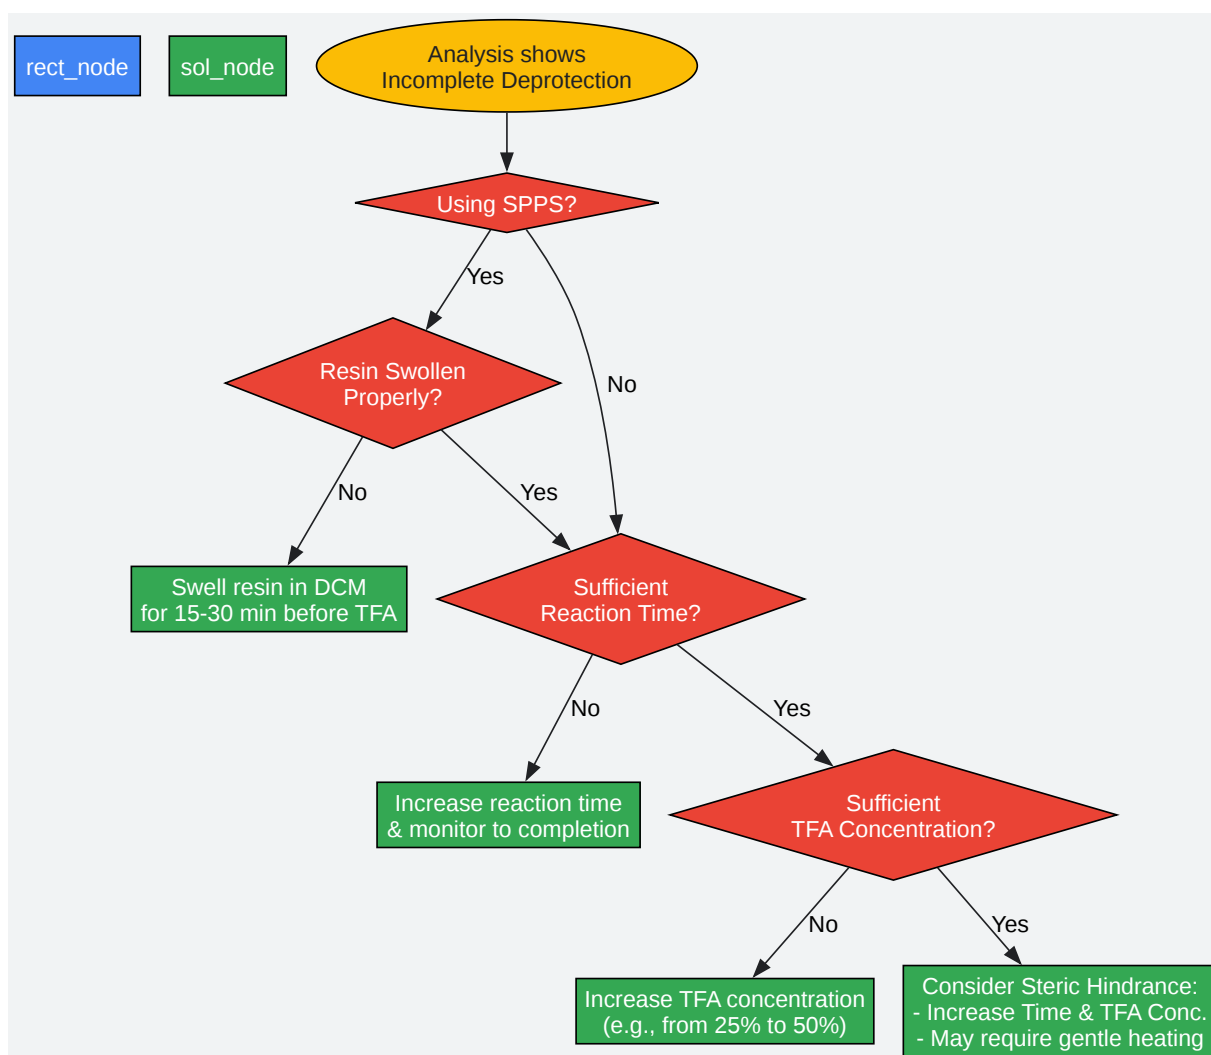 rect_node
sol_node
Analysis shows
Incomplete Deprotection
Using SPPS?
Yes
No
Resin Swollen
Properly?
No
Yes
Swell resin in DCM
for 15-30 min before TFA
Sufficient
Reaction Time?
No
Yes
Increase reaction time
& monitor to completion
Sufficient
TFA Concentration?
No
Yes
Increase TFA concentration
(e.g., from 25% to 50%)
Consider Steric Hindrance:
- Increase Time & TFA Conc.
- May require gentle heating